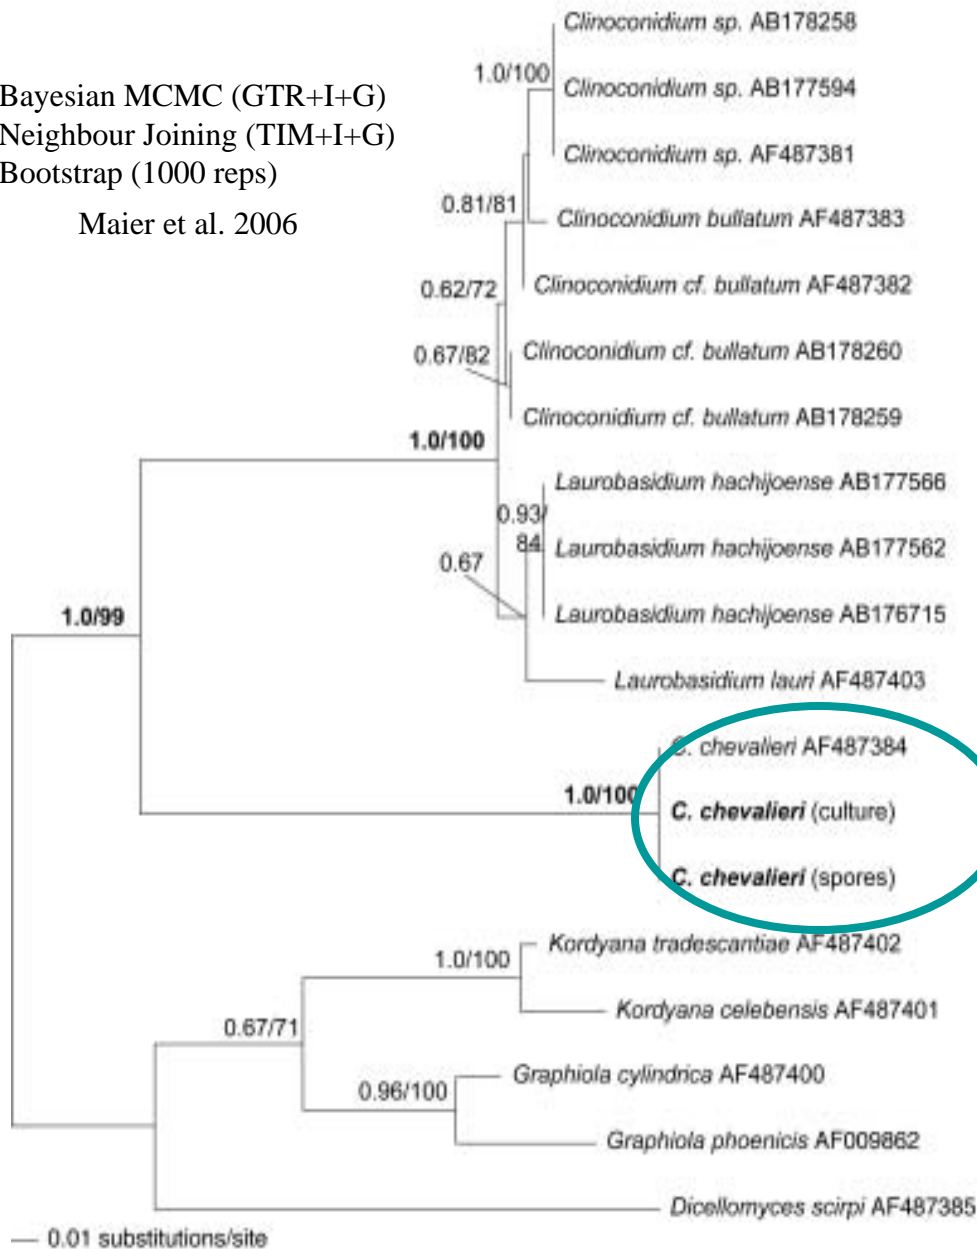 Clinoconidium sp. AB178258
1.0/100
Clinoconidium sp. AB177594
Bayesian MCMC (GTR+I+G)
Neighbour Joining (TIM+I+G)
Bootstrap (1000 reps)
Maier et al. 2006
Clinoconidium sp. AF487381
0.81/81
Clinoconidium bullatum AF487383
0.62/72
Clinoconidium cf. bullatum AF487382
0.67/82
Clinoconidium cf. bullatum AB178260
Clinoconidium cf. bullatum AB178259
1.0/100
Laurobasidium hachijoense AB177566
0.93/
84
Laurobasidium hachijoense AB177562
0.67
Laurobasidium hachijoense AB176715
1.0/99
Laurobasidium lauri AF487403
C. chevalieri AF487384
1.0/100
C. chevalieri (culture)
C. chevalieri (spores)
Kordyana tradescantiae AF487402
1.0/100
Kordyana celebensis AF487401
0.67/71
Graphiola cylindrica AF487400
0.96/100
Graphiola phoenicis AF009862
Dicellomyces scirpi AF487385
0.01 substitutions/site